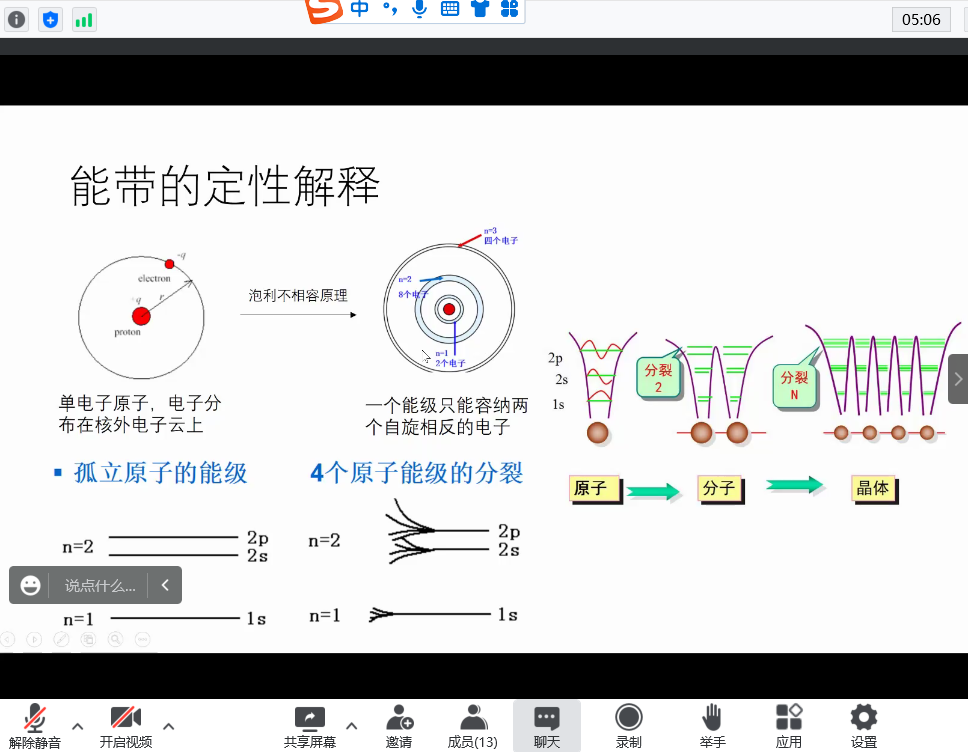 中
05:06
能带的定性解释
-q
electron
+q
r
proton
泡利不相容原理
n=3
四个电子
n=2
8个电子
n=1
2个电子
单电子原子，电子分
布在核外电子云上
一个能级只能容纳两
个自旋相反的电子
2p
2s
1s
分裂
2
分裂
N
原子
分子
晶体
▪ 孤立原子的能级
4个原子能级的分裂
n=2
2p
2s
n=1
1s
n=2
2p
2s
n=1
1s
说点什么...
解除静音
开启视频
共享屏幕
邀请
成员(13)
聊天
录制
举手
应用
设置